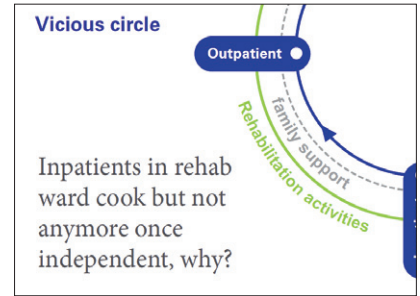 Vicious circle
Outpatient
family support
Rehabilitation activities
Inpatients in rehab
ward cook but not
anymore once
independent, why?